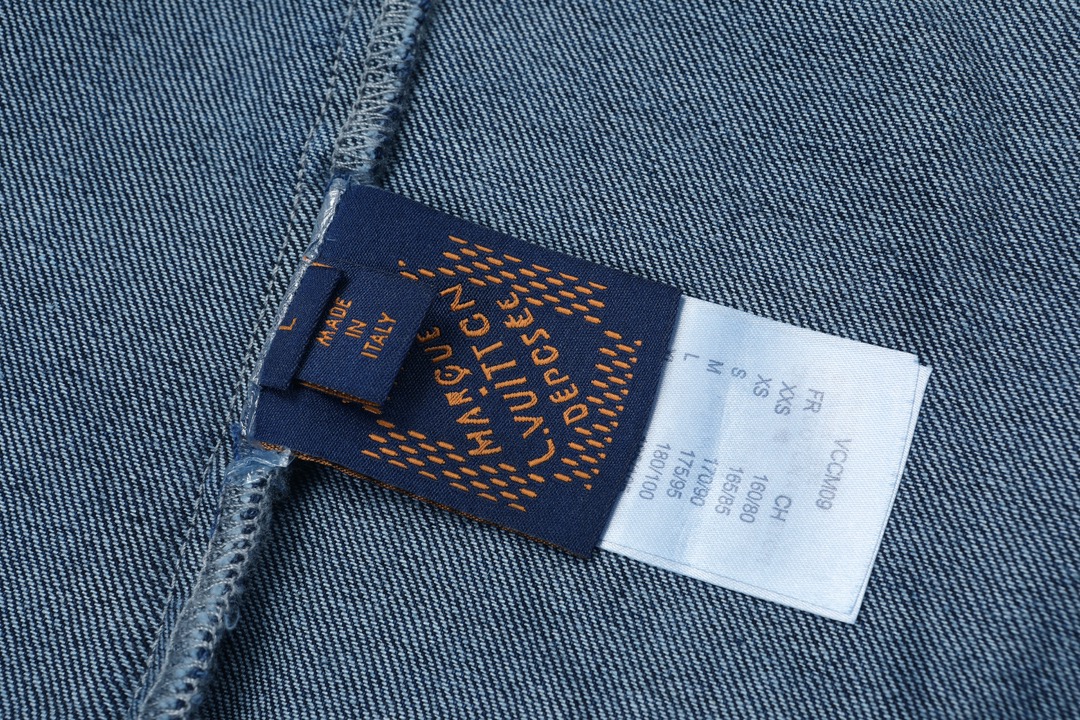 L
MADE
IN
ITALY
MARQUE
L.VUITTON
DEPOSEE
VCCM09
FR CH
XXS 160/80
XS 165/85
S 170/90
M 175/95
L 180/100